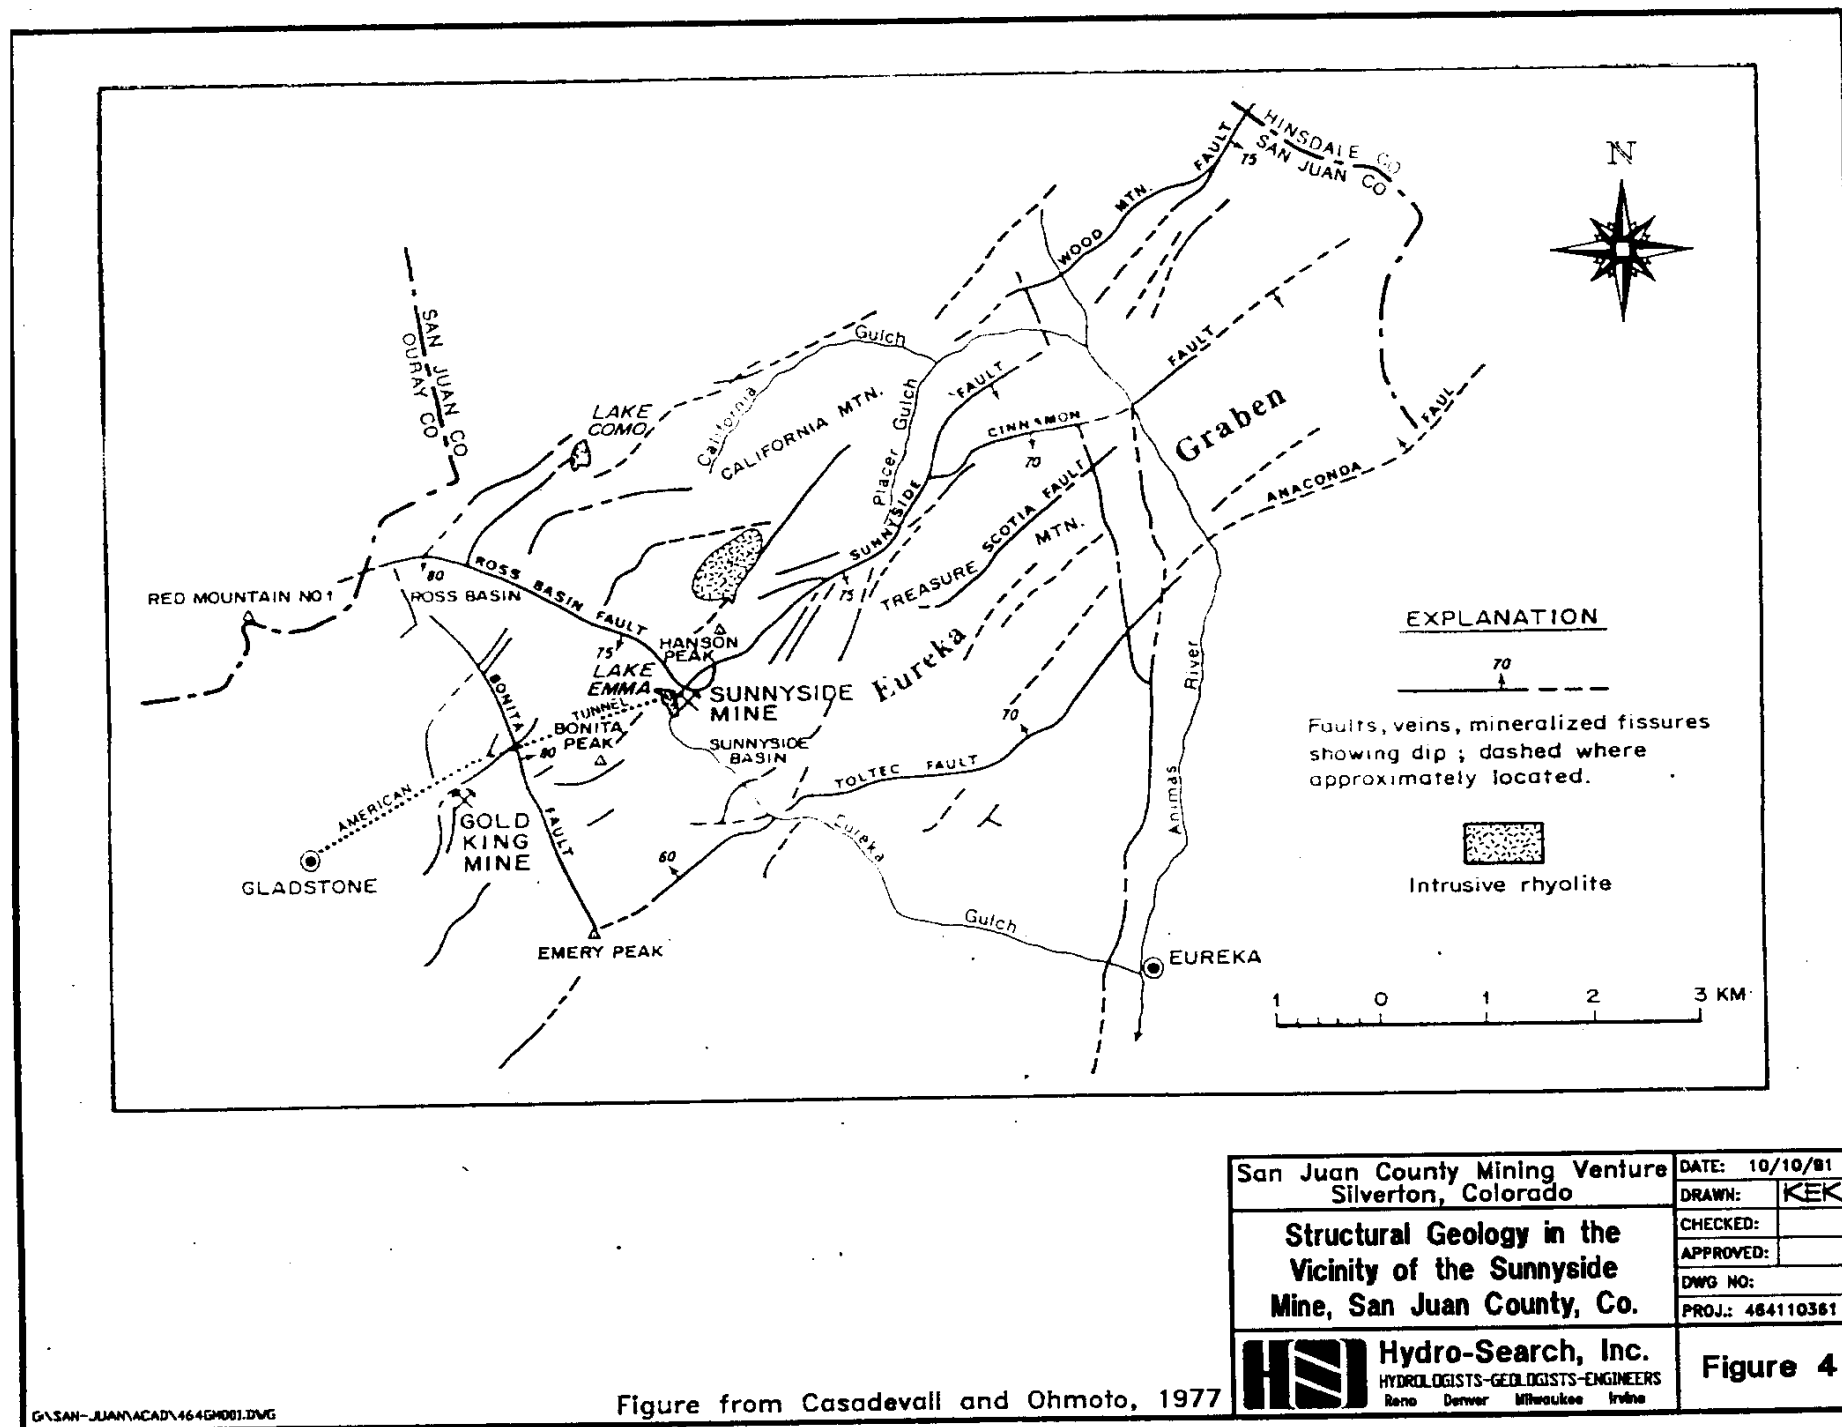 HINSDALE CO
SAN JUAN CO
N
WOOD MTN. FAULT
75
SAN JUAN CO
OURAY CO
California Gulch
LAKE
COMO
CALIFORNIA MTN.
Placer Gulch
SUNNYSIDE FAULT
75
CINNAMON FAULT
70
Eureka Graben
ANACONDA FAUL
TREASURE MTN.
SCOTIA FAULT
RED MOUNTAIN NO 1
80
ROSS BASIN
ROSS BASIN FAULT
75
HANSON
PEAK
LAKE
EMMA
SUNNYSIDE
MINE
AMERICAN TUNNEL
BONITA
PEAK
BONITA FAULT
80
SUNNYSIDE
BASIN
TOLTEC FAULT
70
60
GOLD
KING
MINE
GLADSTONE
EMERY PEAK
Eureka Gulch
Animas River
EUREKA
EXPLANATION
70
Faults, veins, mineralized fissures
showing dip ; dashed where
approximately located.
Intrusive rhyolite
1 0 1 2 3 KM
San Juan County Mining Venture
Silverton, Colorado
DATE: 10/10/91
DRAWN: KEK
CHECKED:
APPROVED:
DWG NO:
PROJ.: 464110361
Structural Geology in the
Vicinity of the Sunnyside
Mine, San Juan County, Co.
HSI
Hydro-Search, Inc.
HYDROLOGISTS-GEOLOGISTS-ENGINEERS
Reno Denver Milwaukee Irvine
Figure 4
Figure from Casadevall and Ohmoto, 1977
G:\SAN-JUAN\ACAD\464GM001.DWG